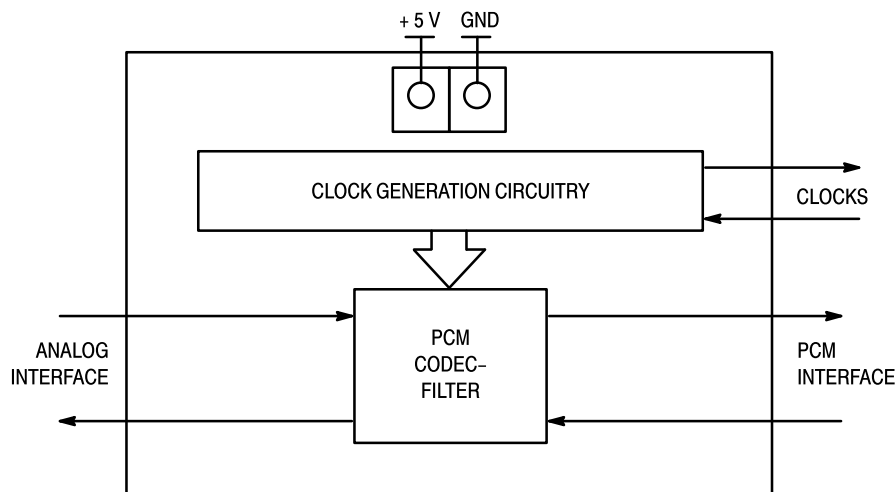 + 5 V GND
CLOCK GENERATION CIRCUITRY
CLOCKS
ANALOG
INTERFACE
PCM
CODEC–
FILTER
PCM
INTERFACE